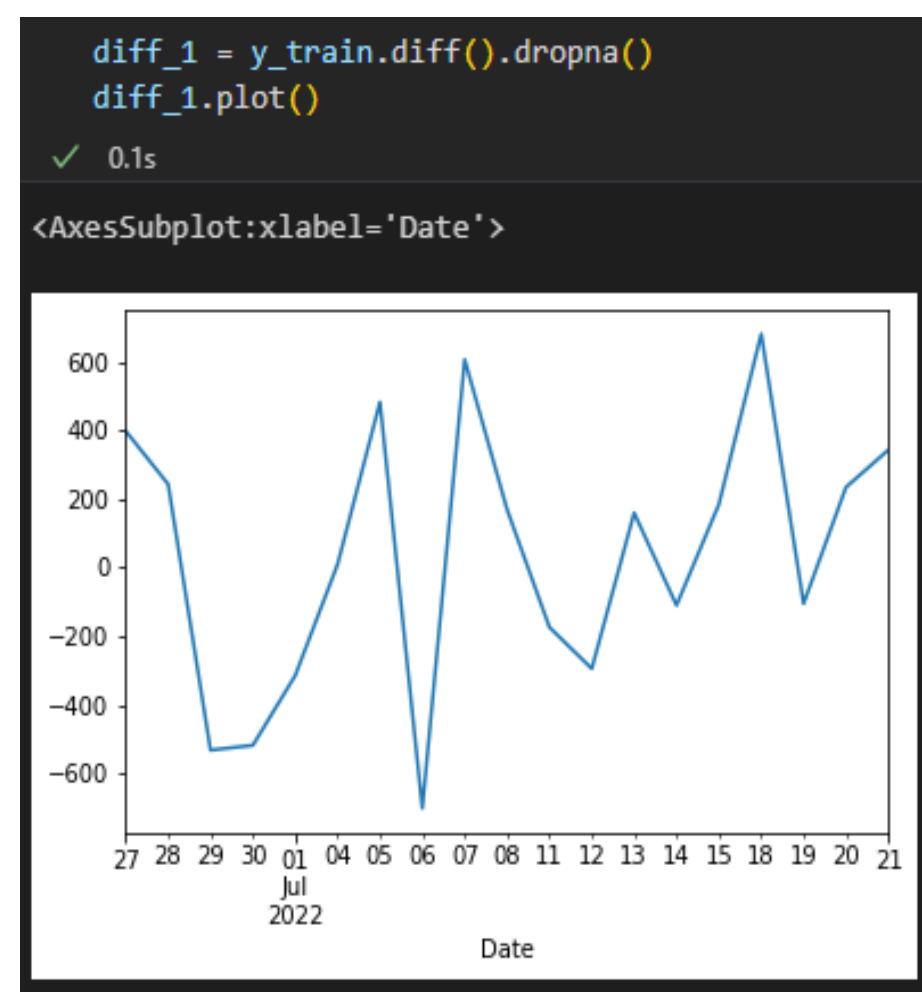 diff_1 = y_train.diff().dropna()
diff_1.plot()
✓ 0.1s
<AxesSubplot:xlabel='Date'>
600
400
200
0
−200
−400
−600
27 28 29 30 01 04 05 06 07 08 11 12 13 14 15 18 19 20 21
Jul
2022
Date